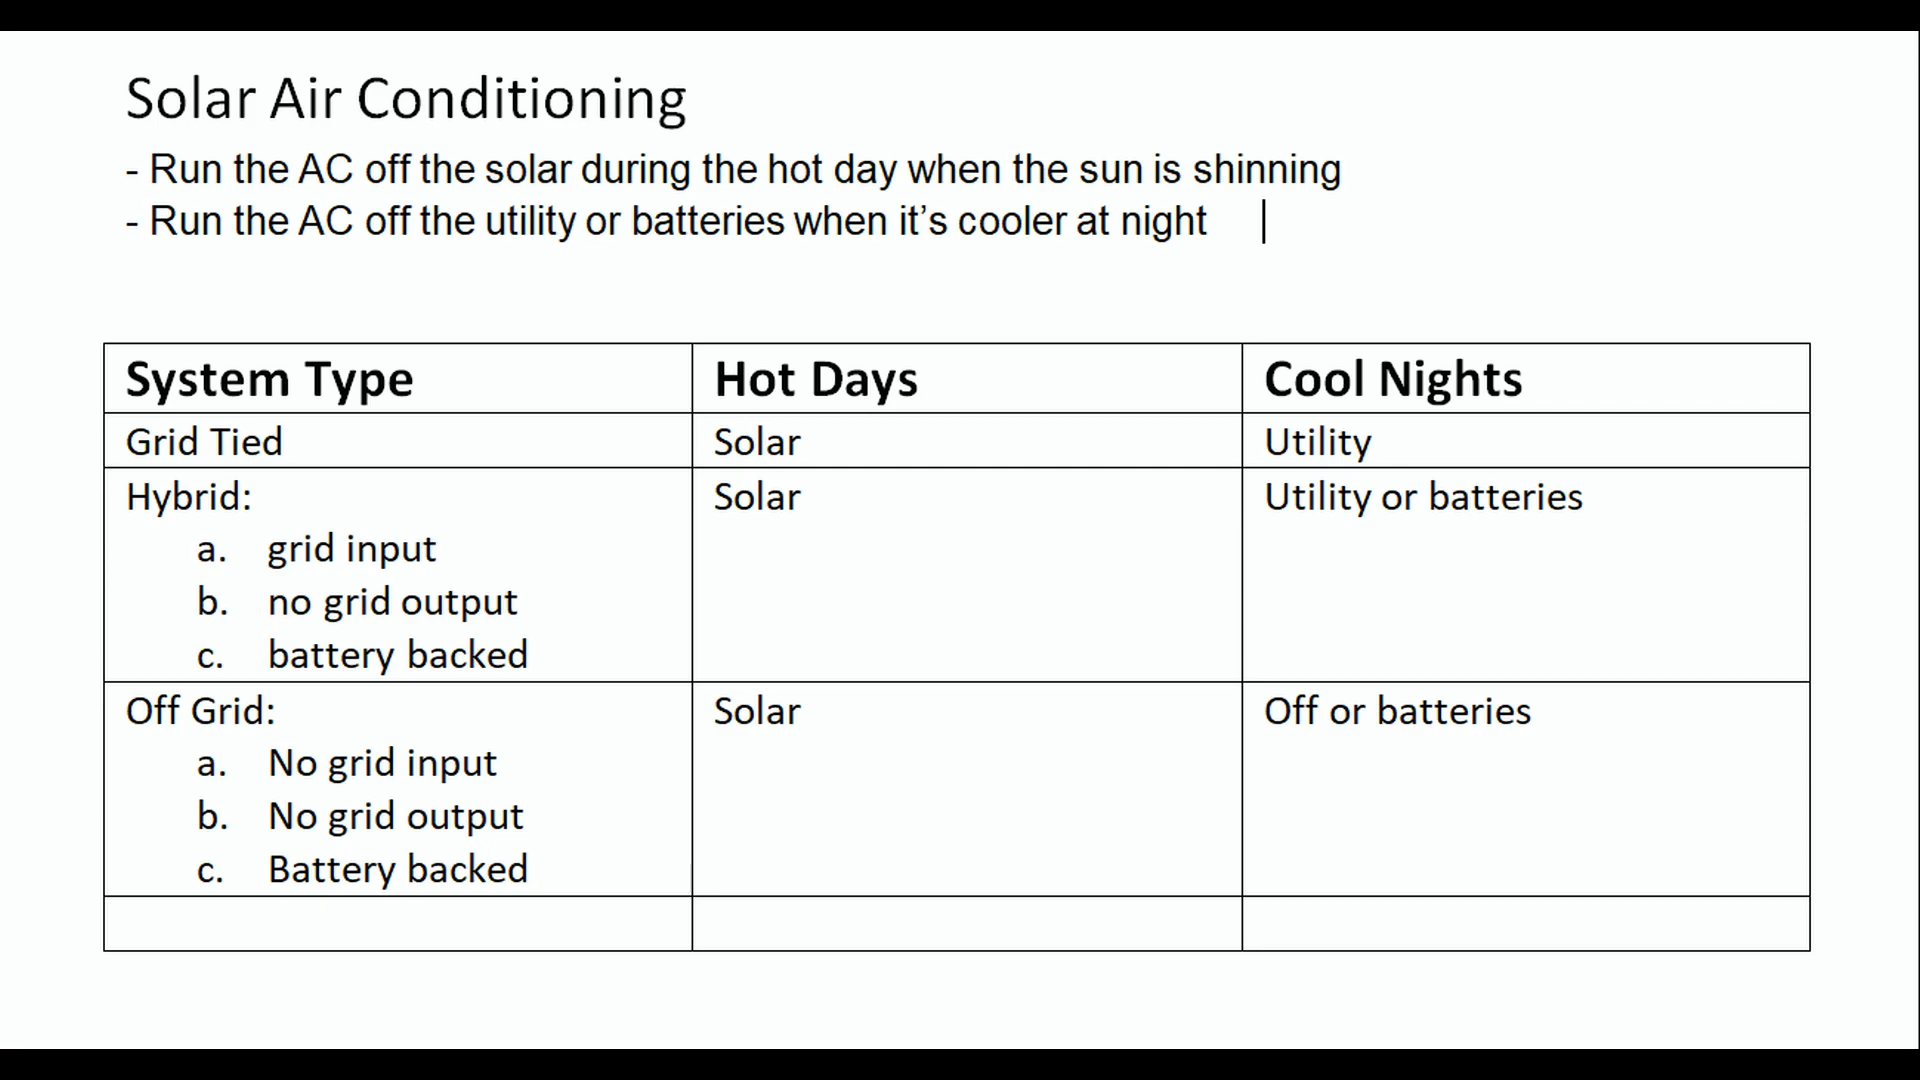 Solar Air Conditioning
- Run the AC off the solar during the hot day when the sun is shinning
- Run the AC off the utility or batteries when it’s cooler at night
System Type Hot Days Cool Nights
Grid Tied Solar Utility
Hybrid: Solar Utility or batteries
a. grid input
b. no grid output
c. battery backed
Off Grid: Solar Off or batteries
a. No grid input
b. No grid output
c. Battery backed